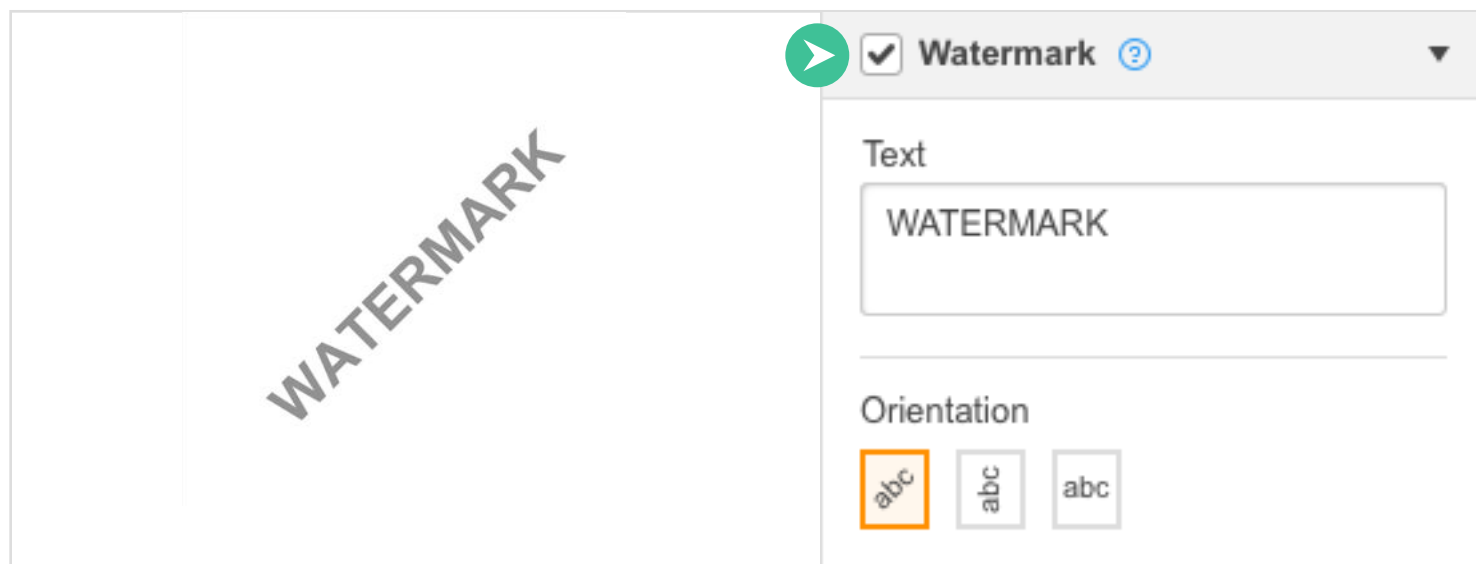 WATERMARK
Watermark ?
Text
WATERMARK
Orientation
abc abc abc